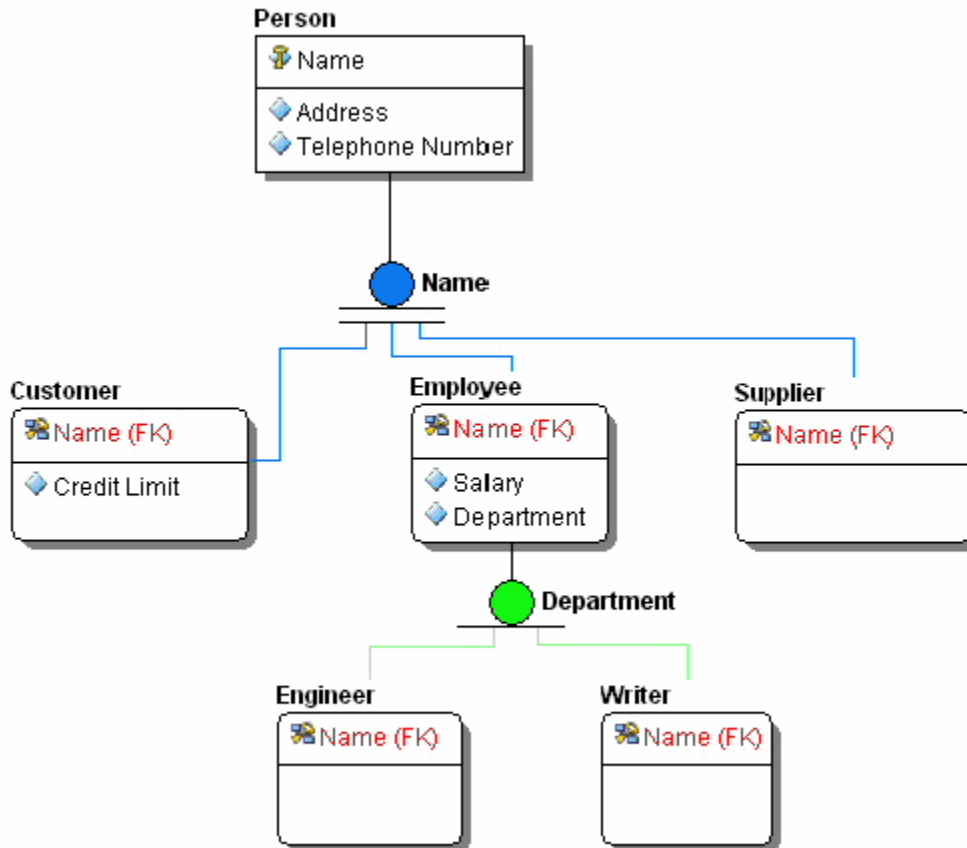 Person
Name
Address
Telephone Number
Name
Customer
Name (FK)
Credit Limit
Employee
Name (FK)
Salary
Department
Supplier
Name (FK)
Department
Engineer
Name (FK)
Writer
Name (FK)